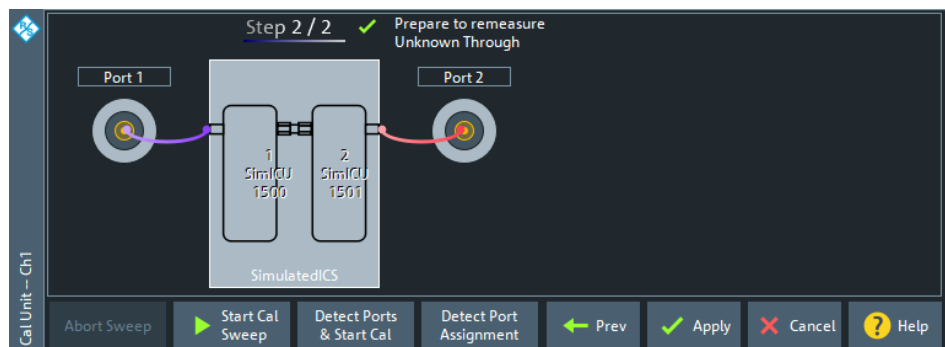 Step 2 / 2
Prepare to remeasure
Unknown Through
Port 1
Port 2
1
SimICU
1500
2
SimICU
1501
SimulatedICS
Cal Unit -- Ch1
Abort Sweep
Start Cal
Sweep
Detect Ports
& Start Cal
Detect Port
Assignment
Prev
Apply
Cancel
? Help